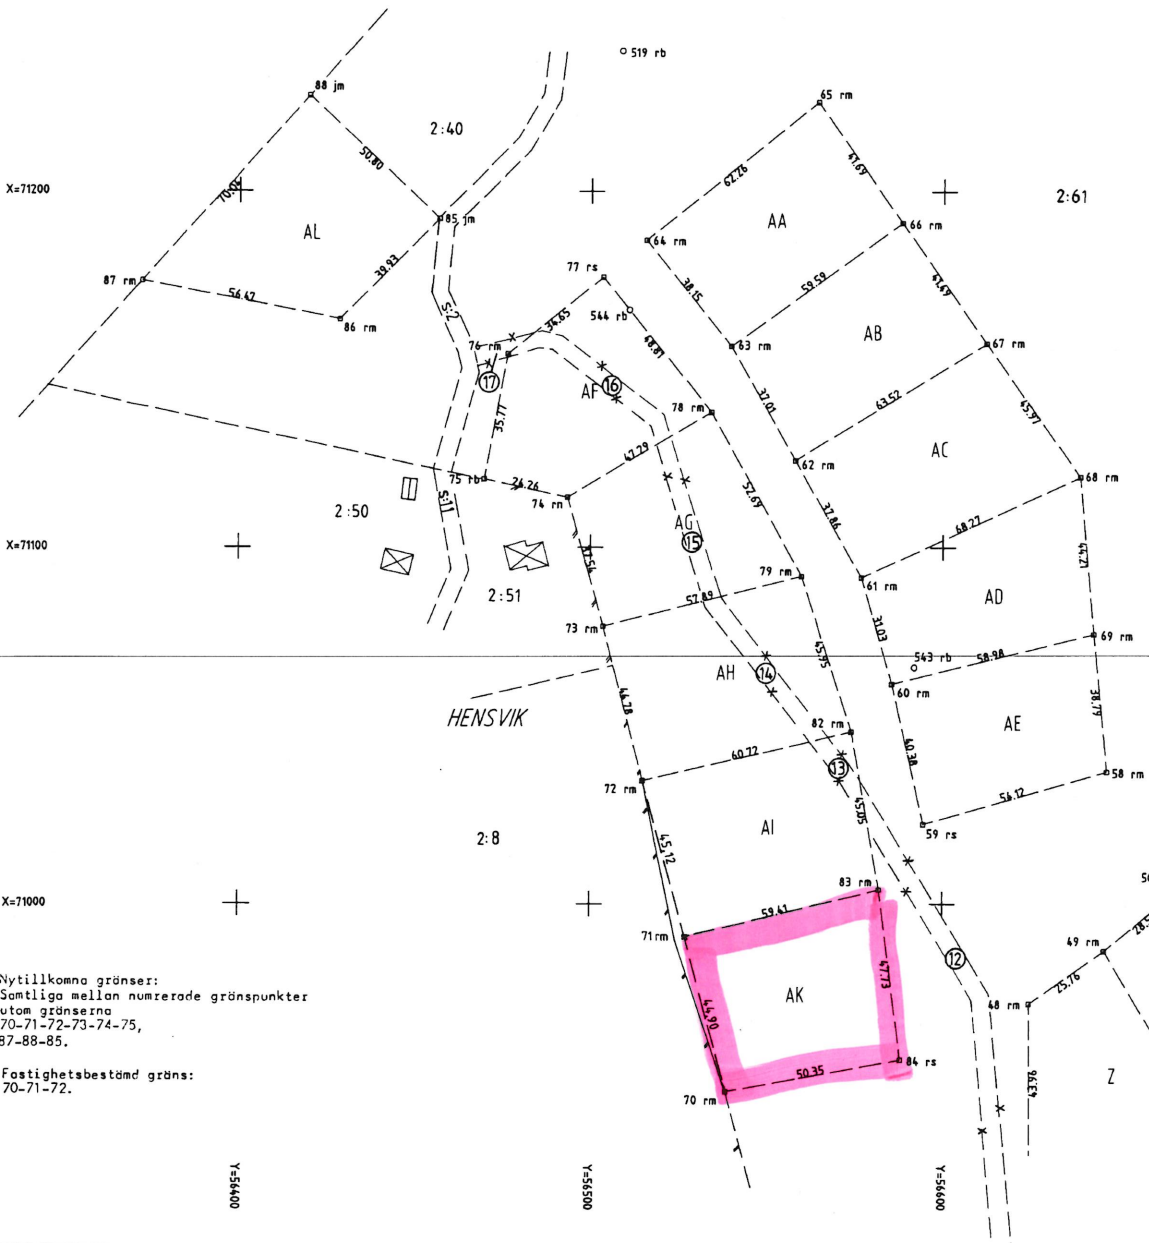 519 rb
88 jm
65 rm
2:40
50.80
41.69
X=71200
70.02
62.26
2:61
85 jm
66 rm
AL
AA
64 rm
39.93
77 rs
59.59
41.49
87 rm
56.47
38.15
S:2
34.65
544 rb
86 rm
48.81
AB
76 rm
63 rm
67 rm
17
16
AF
37.01
63.52
45.97
35.77
78 rm
47.29
AC
62 rm
75 rb
24.26
68 rm
74 rn
S:11
52.69
2:50
37.86
68.27
AG
X=71100
15
44.21
37.54
79 rm
61 rm
2:51
57.89
AD
73 rm
31.03
69 rm
45.95
58.98
543 rb
AH
14
60 rm
46.78
38.79
HENSVIK
82 rm
AE
60.72
40.38
13
72 rm
58 rm
54.12
45.05
AI
59 rs
2:8
45.12
83 rm
X=71000
59.41
71 rm
28.5
49 rm
12
47.73
25.76
Nytillkomna gränser:
Samtliga mellan numrerade gränspunkter
utom gränserna
70-71-72-73-74-75,
87-88-85.
AK
48 rm
44.90
84 rs
50.35
Fastighetsbestämd gräns:
70-71-72.
Z
43.96
70 rm
Y=56400
Y=56500
Y=56600